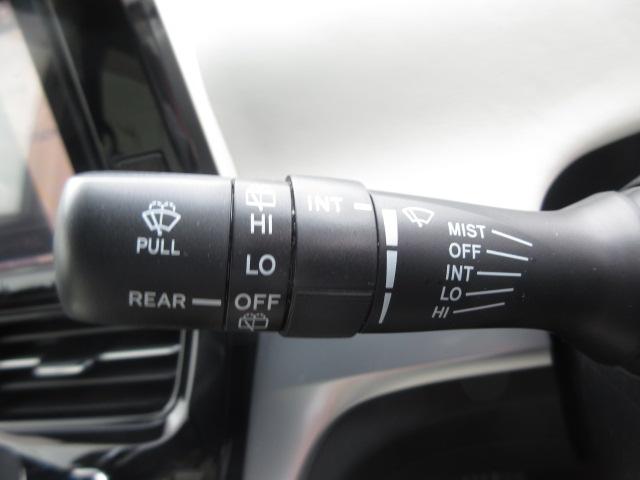 PULL
REAR
HI
LO
OFF
INT
MIST
OFF
INT
LO
HI